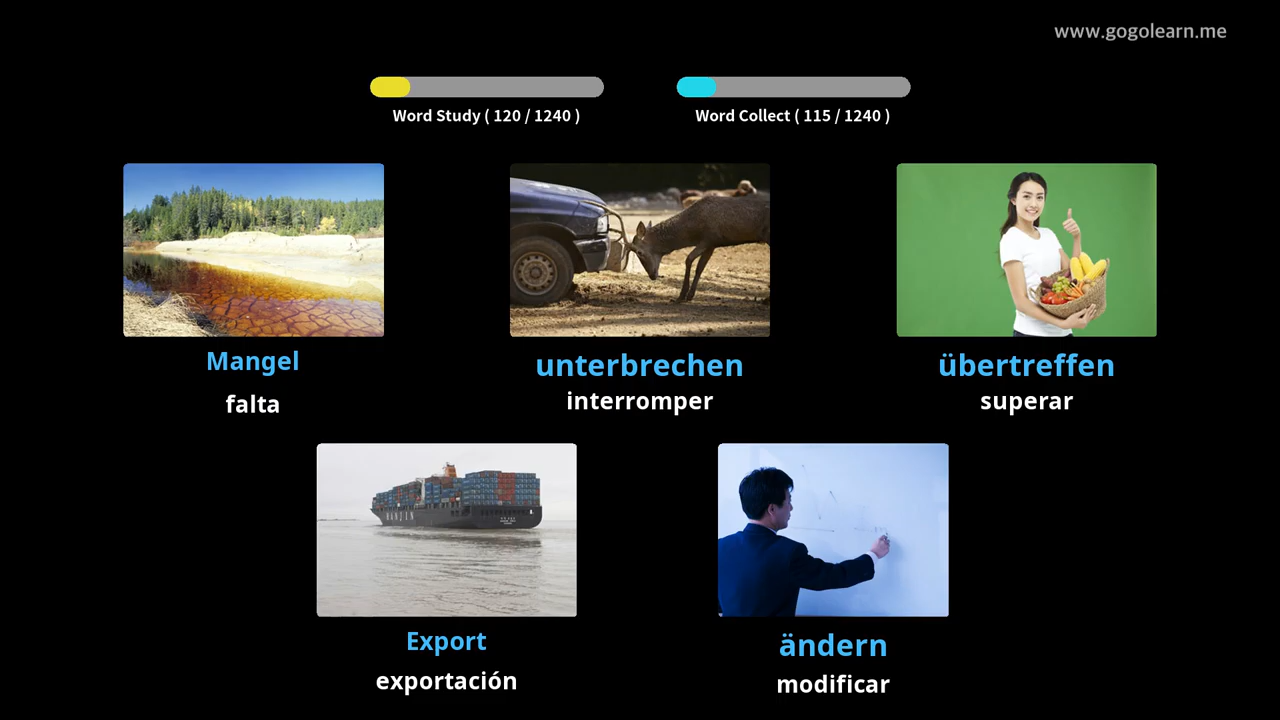 www.gogolearn.me
Word Study ( 120 / 1240 )
Word Collect ( 115 / 1240 )
Mangel
falta
unterbrechen
interromper
übertreffen
superar
HANJIN
Export
exportación
ändern
modificar